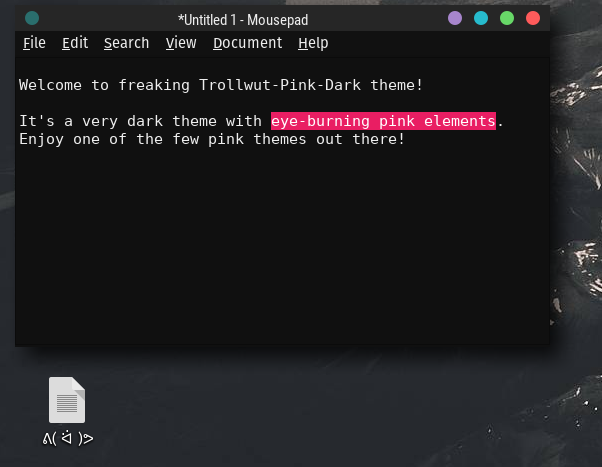 *Untitled 1 - Mousepad
File Edit Search View Document Help
Welcome to freaking Trollwut-Pink-Dark theme!
It's a very dark theme with eye-burning pink elements.
Enjoy one of the few pink themes out there!